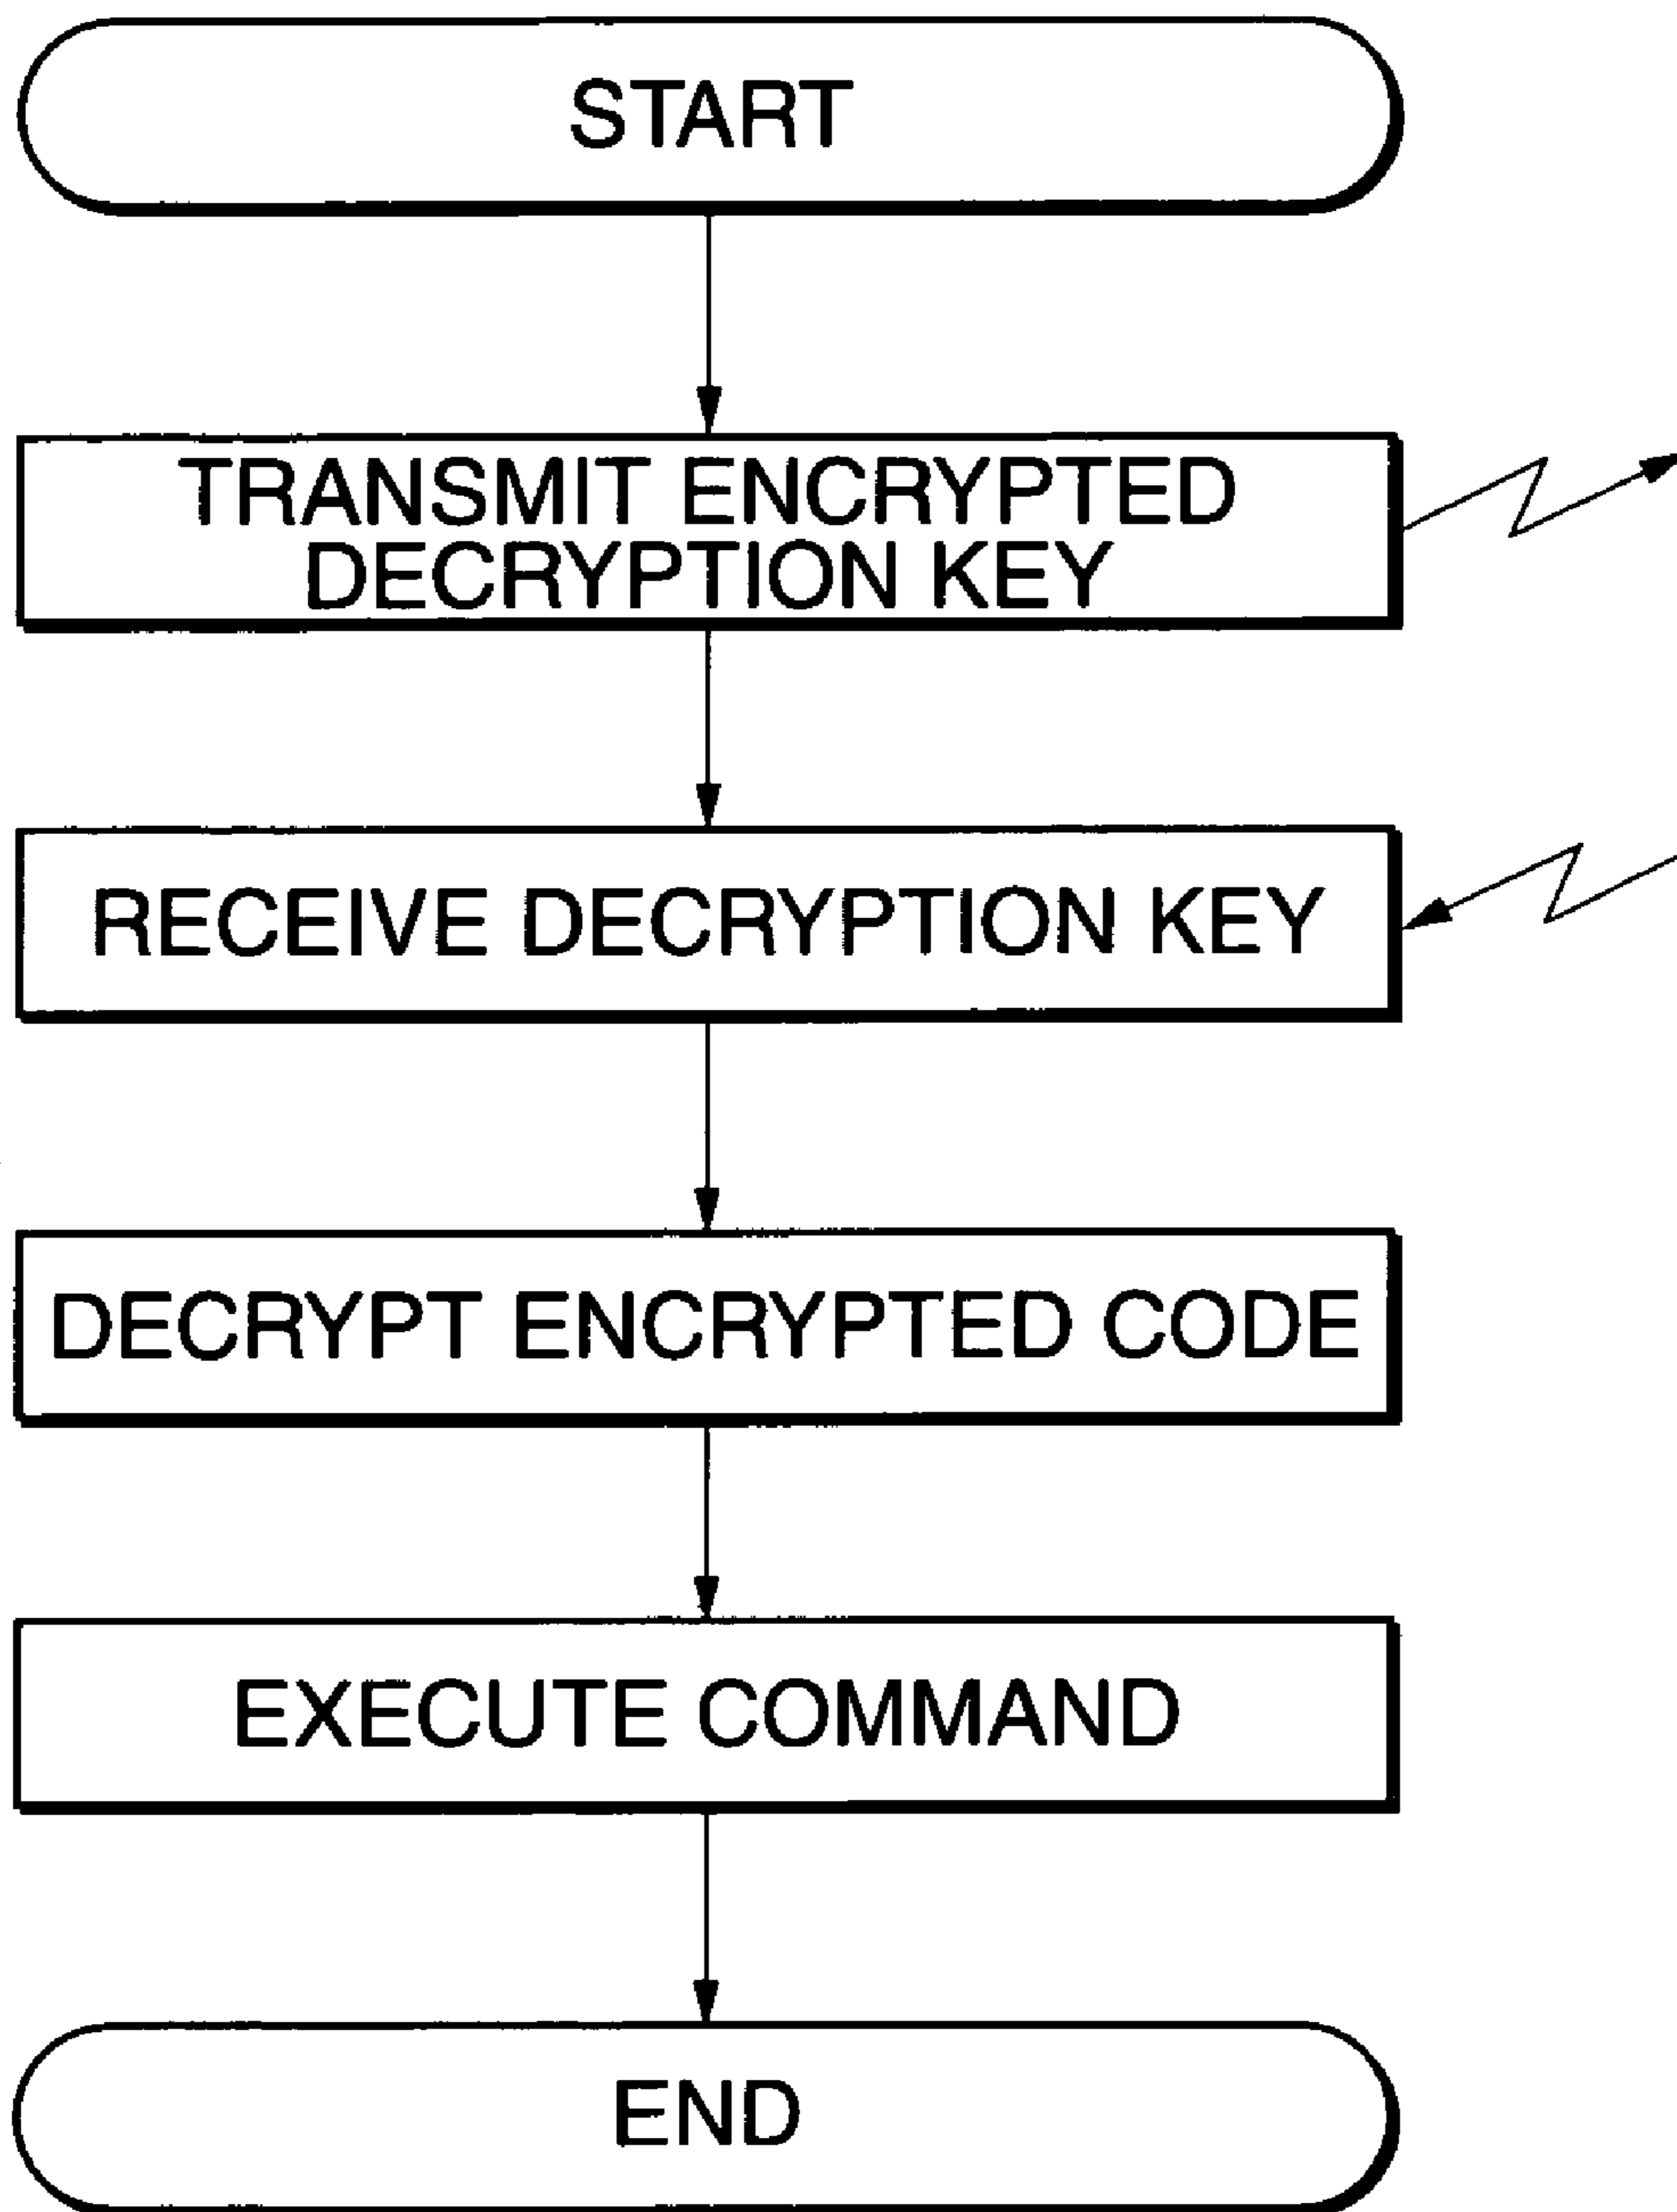 START
TRANSMIT ENCRYPTED
DECRYPTION KEY
RECEIVE DECRYPTION KEY
DECRYPT ENCRYPTED CODE
EXECUTE COMMAND
END